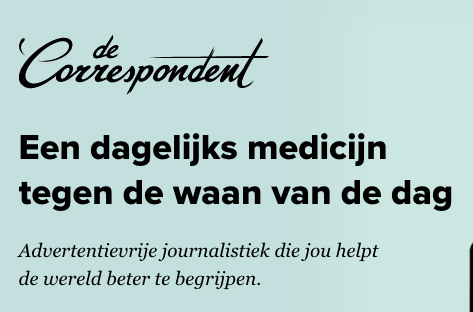 de
Correspondent
Een dagelijks medicijn
tegen de waan van de dag
Advertentievrije journalistiek die jou helpt
de wereld beter te begrijpen.